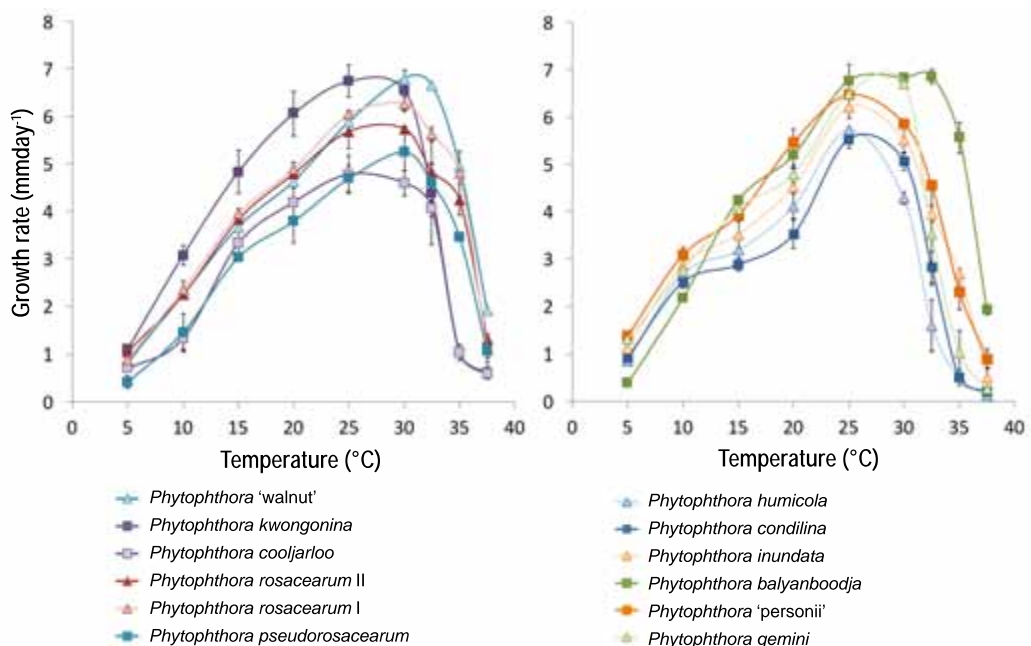 Growth rate (mmday-1)
8
7
6
5
4
3
2
1
0
0 5 10 15 20 25 30 35 40
Temperature (°C)
Phytophthora ‘walnut’
Phytophthora kwongonina
Phytophthora cooljarloo
Phytophthora rosacearum II
Phytophthora rosacearum I
Phytophthora pseudorosacearum
8
7
6
5
4
3
2
1
0
0 5 10 15 20 25 30 35 40
Temperature (°C)
Phytophthora humicola
Phytophthora condilina
Phytophthora inundata
Phytophthora balyanboodja
Phytophthora ‘personii’
Phytophthora gemini